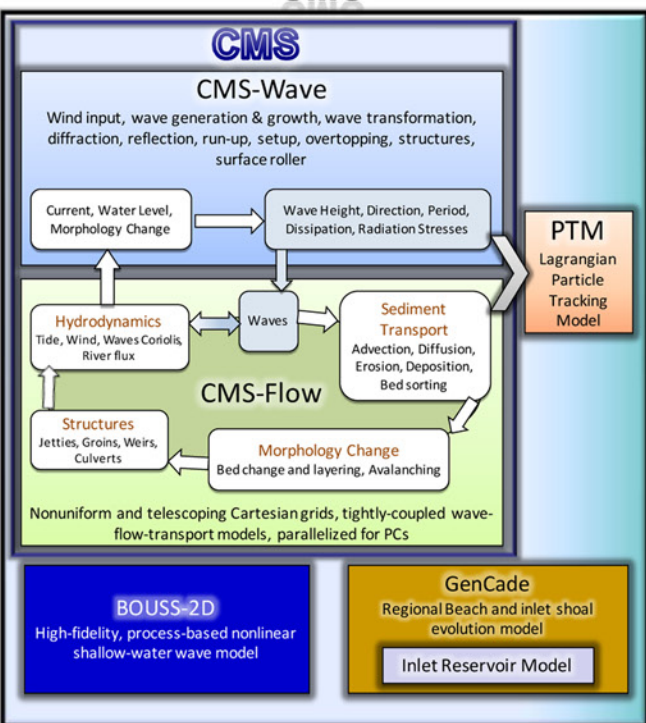 CMS
CMS-Wave
Wind input, wave generation & growth, wave transformation,
diffraction, reflection, run-up, setup, overtopping, structures,
surface roller
Current, Water Level,
Morphology Change
Wave Height, Direction, Period,
Dissipation, Radiation Stresses
PTM
Lagrangian
Particle
Tracking
Model
Hydrodynamics
Tide, Wind, Waves Coriolis,
River flux
Waves
Sediment
Transport
Advection, Diffusion,
Erosion, Deposition,
Bed sorting
CMS-Flow
Structures
Jetties, Groins, Weirs,
Culverts
Morphology Change
Bed change and layering, Avalanching
Nonuniform and telescoping Cartesian grids, tightly-coupled wave-
flow-transport models, parallelized for PCs
BOUSS-2D
High-fidelity, process-based nonlinear
shallow-water wave model
GenCade
Regional Beach and inlet shoal
evolution model
Inlet Reservoir Model